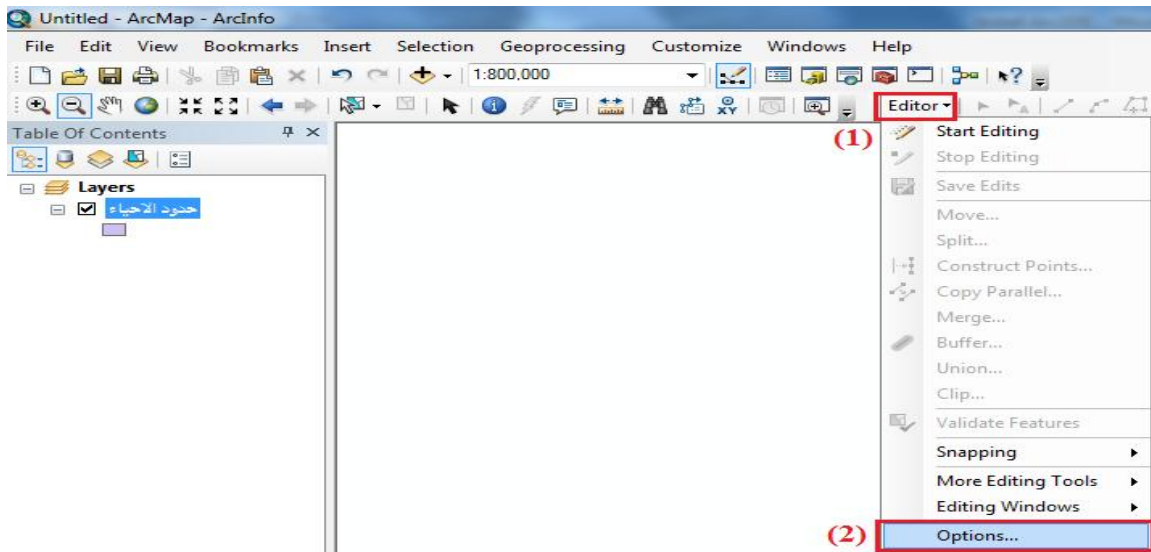 Untitled - ArcMap - ArcInfo
File Edit View Bookmarks Insert Selection Geoprocessing Customize Windows Help
1:800,000
Editor
Table Of Contents
(1)
Start Editing
Stop Editing
Save Edits
Layers
حدود الاحياء
Move...
Split...
Construct Points...
Copy Parallel...
Merge...
Buffer...
Union...
Clip...
Validate Features
Snapping
More Editing Tools
Editing Windows
(2)
Options...